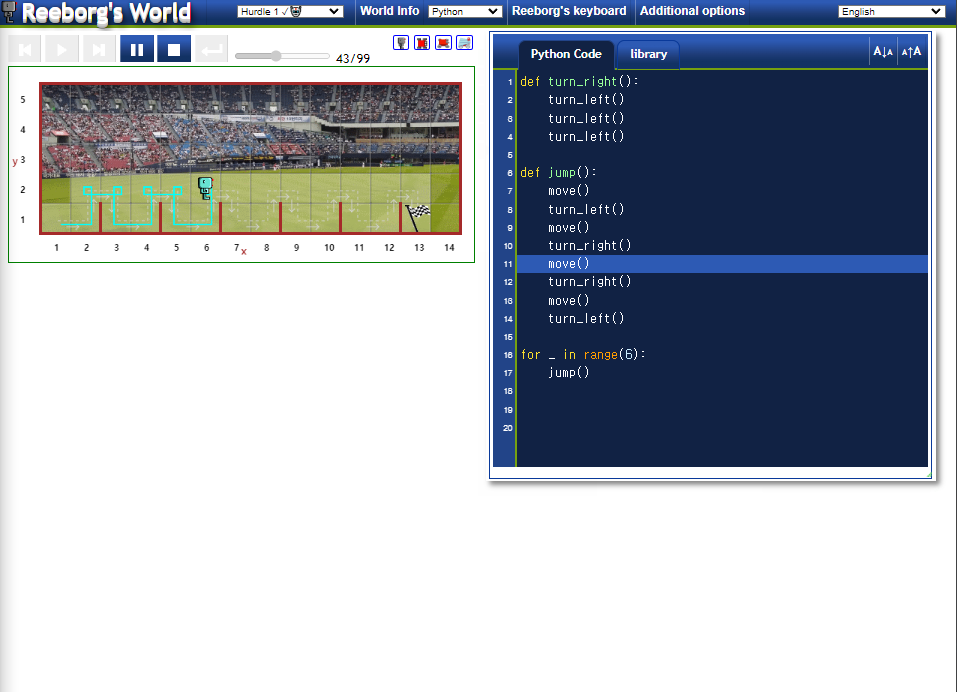 Reeborg's World
Hurdle 1 ✓
World Info
Python
Reeborg's keyboard
Additional options
English
43/99
Python Code
library
A↓A
A↑A
1 def turn_right():
2     turn_left()
3     turn_left()
4     turn_left()
5
6 def jump():
7     move()
8     turn_left()
9     move()
10     turn_right()
11     move()
12     turn_right()
13     move()
14     turn_left()
15
16 for _ in range(6):
17     jump()
18
19
20
5
4
y 3
2
1
1 2 3 4 5 6 7 8 9 10 11 12 13 14
x